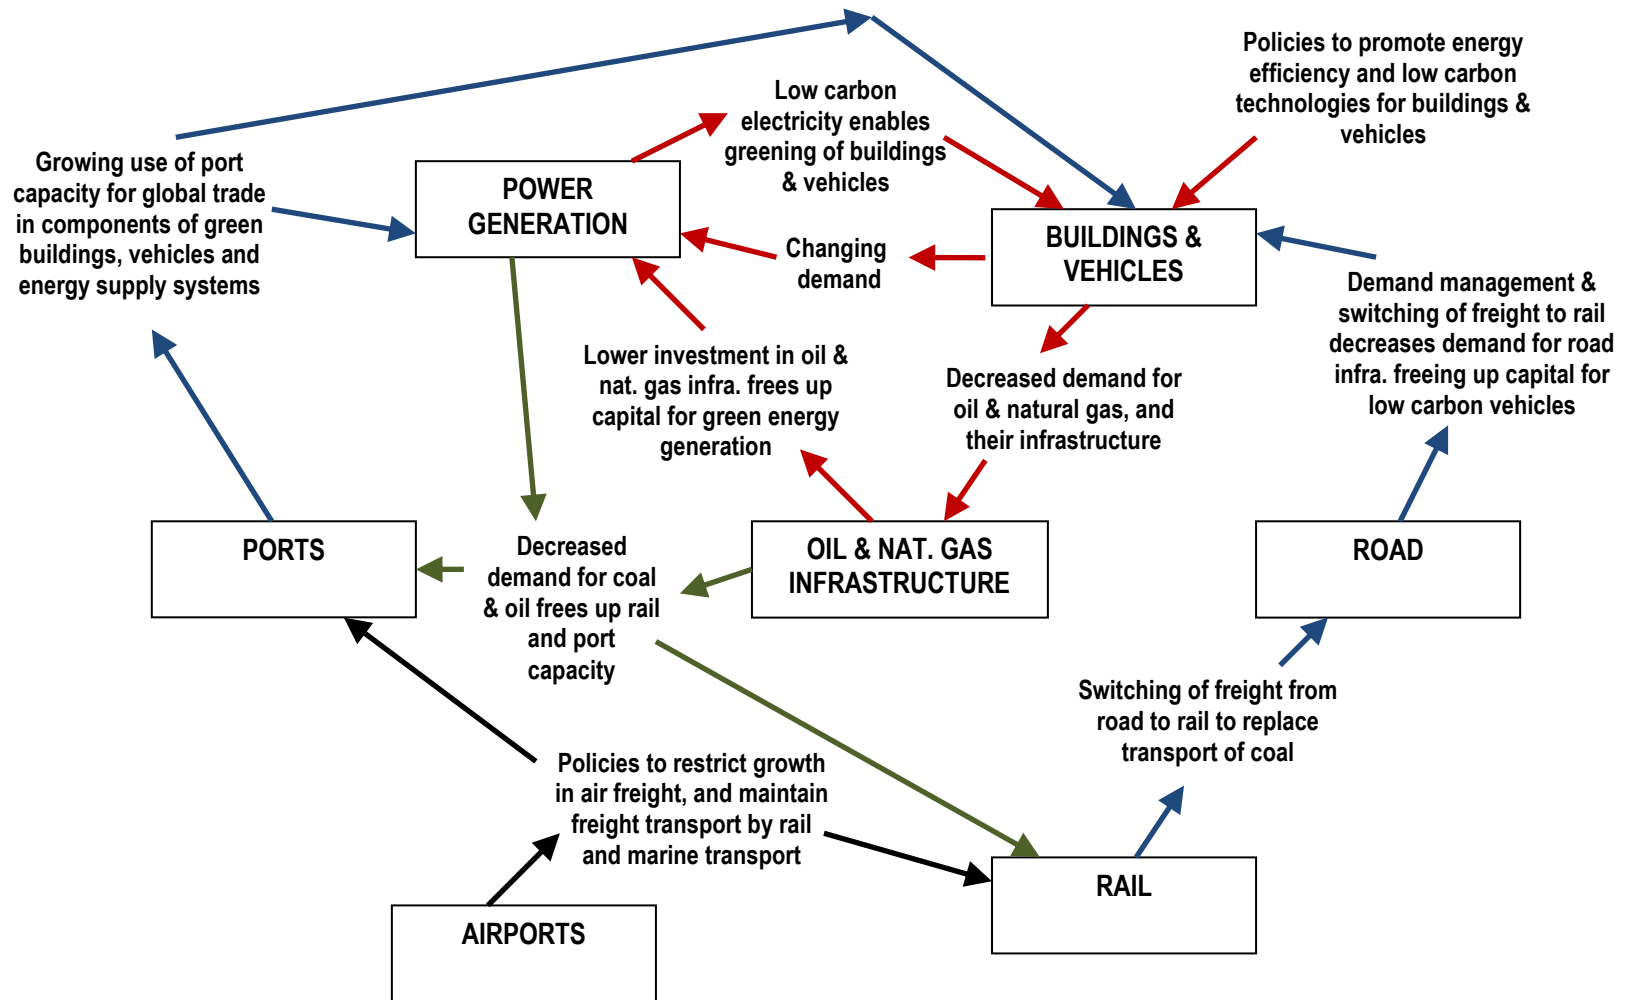 Policies to promote energy
efficiency and low carbon
technologies for buildings &
vehicles
Low carbon
electricity enables
greening of buildings
& vehicles
Growing use of port
capacity for global trade
in components of green
buildings, vehicles and
energy supply systems
POWER
GENERATION
BUILDINGS &
VEHICLES
Changing
demand
Demand management &
switching of freight to rail
decreases demand for road
infra. freeing up capital for
low carbon vehicles
Lower investment in oil &
nat. gas infra. frees up
capital for green energy
generation
Decreased demand for
oil & natural gas, and
their infrastructure
PORTS
Decreased
demand for coal
& oil frees up rail
and port
capacity
OIL & NAT. GAS
INFRASTRUCTURE
ROAD
Switching of freight from
road to rail to replace
transport of coal
Policies to restrict growth
in air freight, and maintain
freight transport by rail
and marine transport
RAIL
AIRPORTS